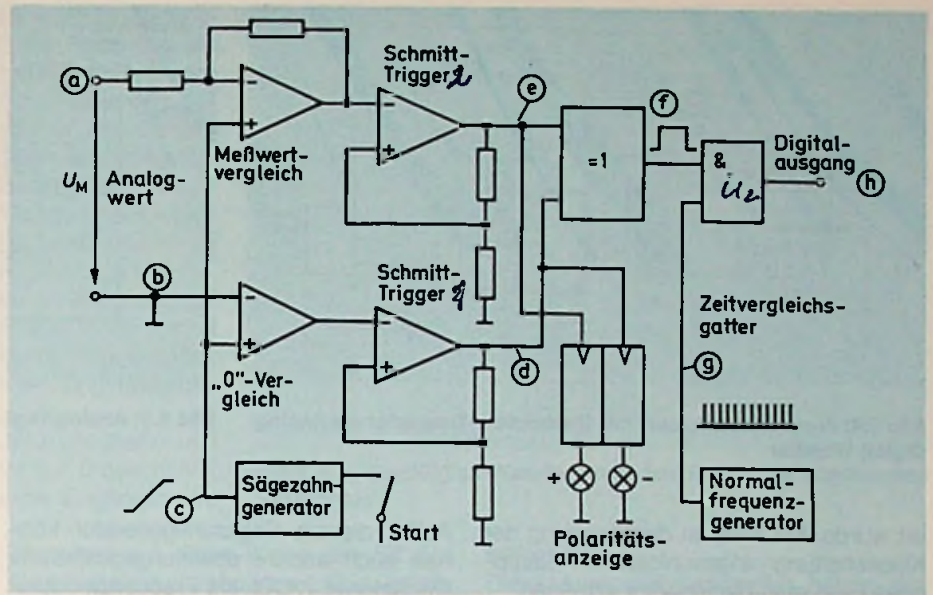 Schmitt-
Trigger 2
a
e
f
–
–
+
+
=1
&
U2
Digital-
ausgang
h
Meßwert-
vergleich
UM
Analog-
wert
b
Schmitt-
Trigger 1
Zeitvergleichs-
gatter
–
–
+
+
d
g
„0"-Ver-
gleich
c
Sägezahn-
generator
Start
+
–
Polaritäts-
anzeige
Normal-
frequenz-
generator